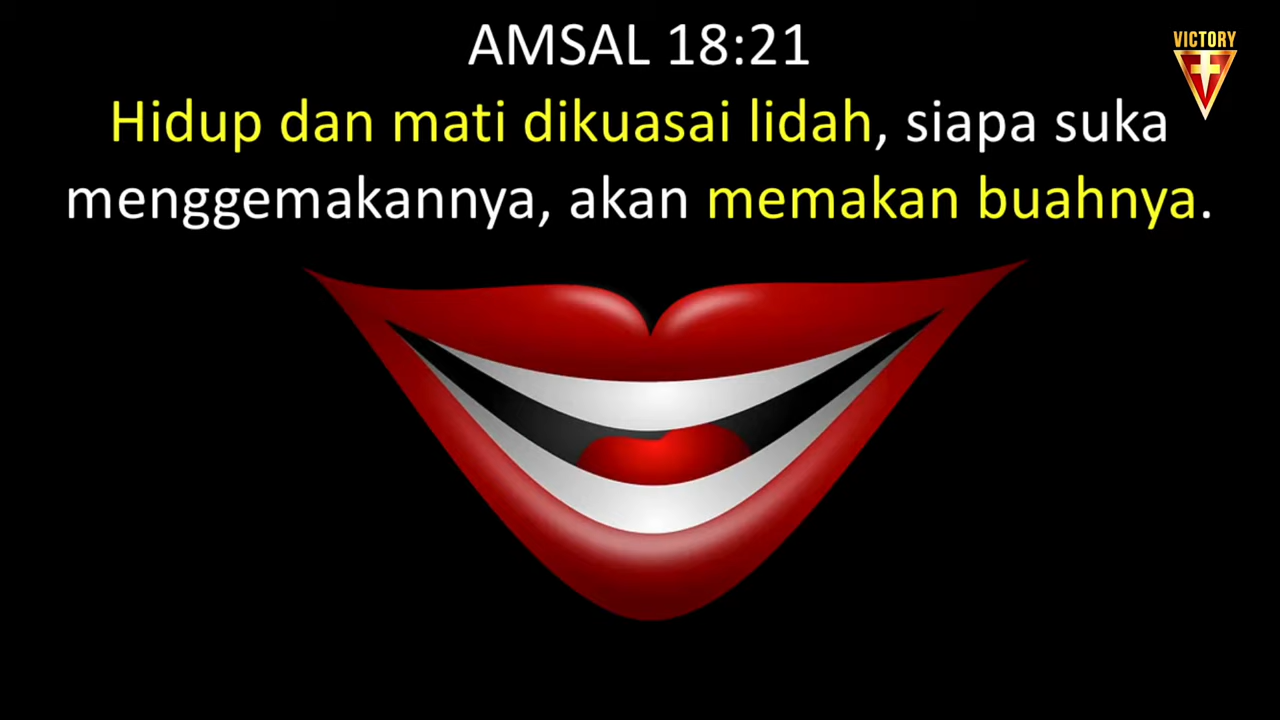 AMSAL 18:21
VICTORY
Hidup dan mati dikuasai lidah, siapa suka
menggemakannya, akan memakan buahnya.